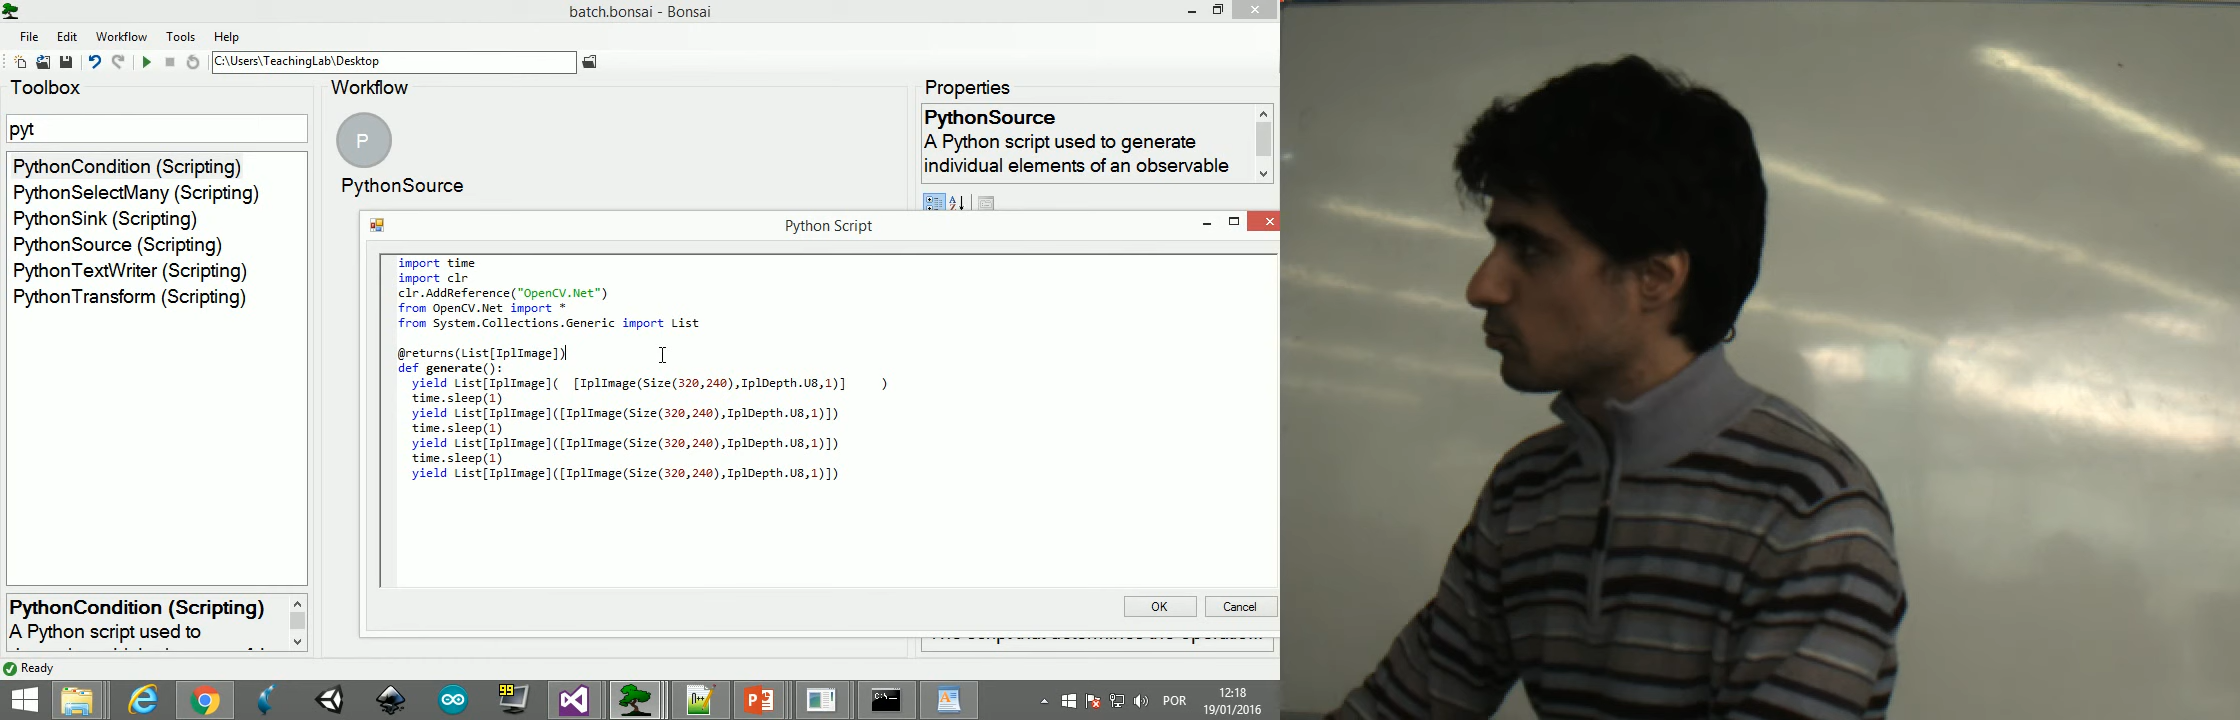 batch.bonsai - Bonsai
File Edit Workflow Tools Help
C:\Users\TeachingLab\Desktop
Toolbox
pyt
PythonCondition (Scripting)
PythonSelectMany (Scripting)
PythonSink (Scripting)
PythonSource (Scripting)
PythonTextWriter (Scripting)
PythonTransform (Scripting)
PythonCondition (Scripting)
A Python script used to
Workflow
P
PythonSource
Properties
PythonSource
A Python script used to generate
individual elements of an observable
Python Script
import time
import clr
clr.AddReference("OpenCV.Net")
from OpenCV.Net import *
from System.Collections.Generic import List
@returns(List[IplImage])
def generate():
  yield List[IplImage](  [IplImage(Size(320,240),IplDepth.U8,1)]     )
  time.sleep(1)
  yield List[IplImage]([IplImage(Size(320,240),IplDepth.U8,1)])
  time.sleep(1)
  yield List[IplImage]([IplImage(Size(320,240),IplDepth.U8,1)])
  time.sleep(1)
  yield List[IplImage]([IplImage(Size(320,240),IplDepth.U8,1)])
OK Cancel
Ready
99
C:\
POR
12:18
19/01/2016